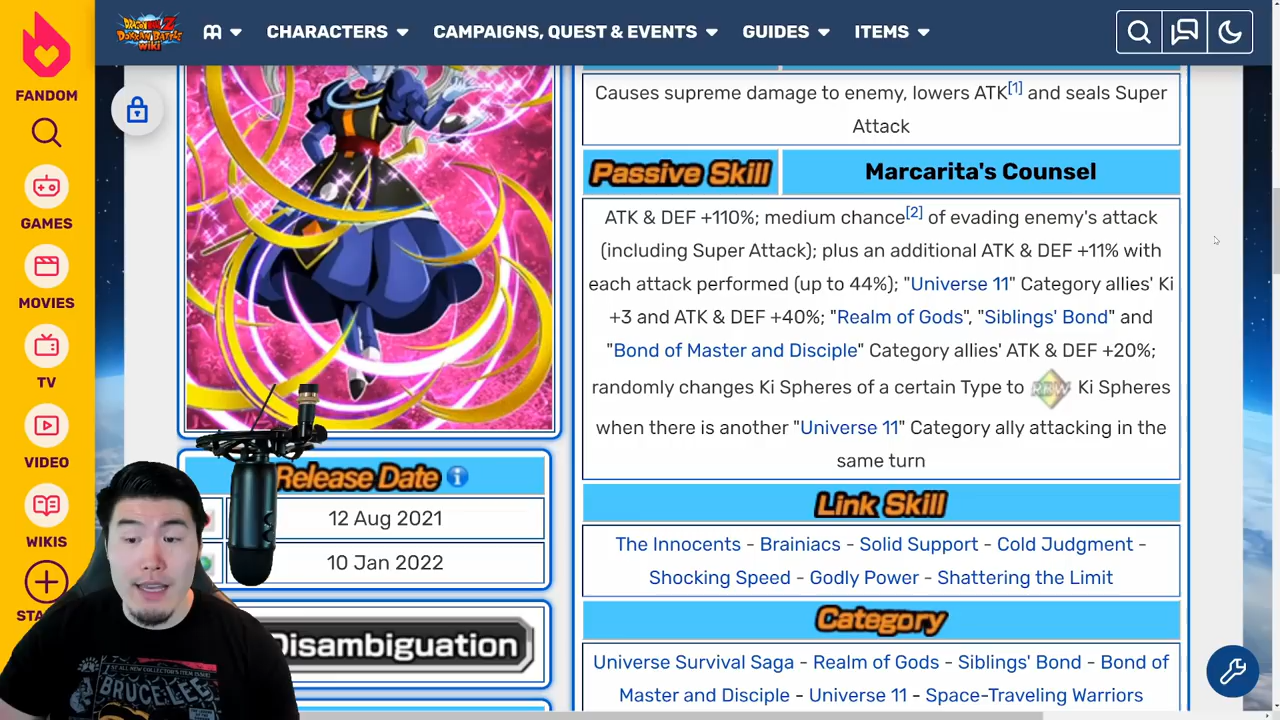 DRAGON BALL Z
DOKKAN BATTLE
WIKI
CHARACTERS
CAMPAIGNS, QUEST & EVENTS
GUIDES
ITEMS
FANDOM
GAMES
MOVIES
TV
VIDEO
WIKIS
Causes supreme damage to enemy, lowers ATK[1] and seals Super
Attack
Passive Skill
Marcarita's Counsel
ATK & DEF +110%; medium chance[2] of evading enemy's attack
(including Super Attack); plus an additional ATK & DEF +11% with
each attack performed (up to 44%); "Universe 11" Category allies' Ki
+3 and ATK & DEF +40%; "Realm of Gods", "Siblings' Bond" and
"Bond of Master and Disciple" Category allies' ATK & DEF +20%;
randomly changes Ki Spheres of a certain Type to Ki Spheres
when there is another "Universe 11" Category ally attacking in the
same turn
Link Skill
The Innocents - Brainiacs - Solid Support - Cold Judgment -
Shocking Speed - Godly Power - Shattering the Limit
Category
Universe Survival Saga - Realm of Gods - Siblings' Bond - Bond of
Master and Disciple - Universe 11 - Space-Traveling Warriors
Release Date
12 Aug 2021
10 Jan 2022
Disambiguation
BRUCE LEE